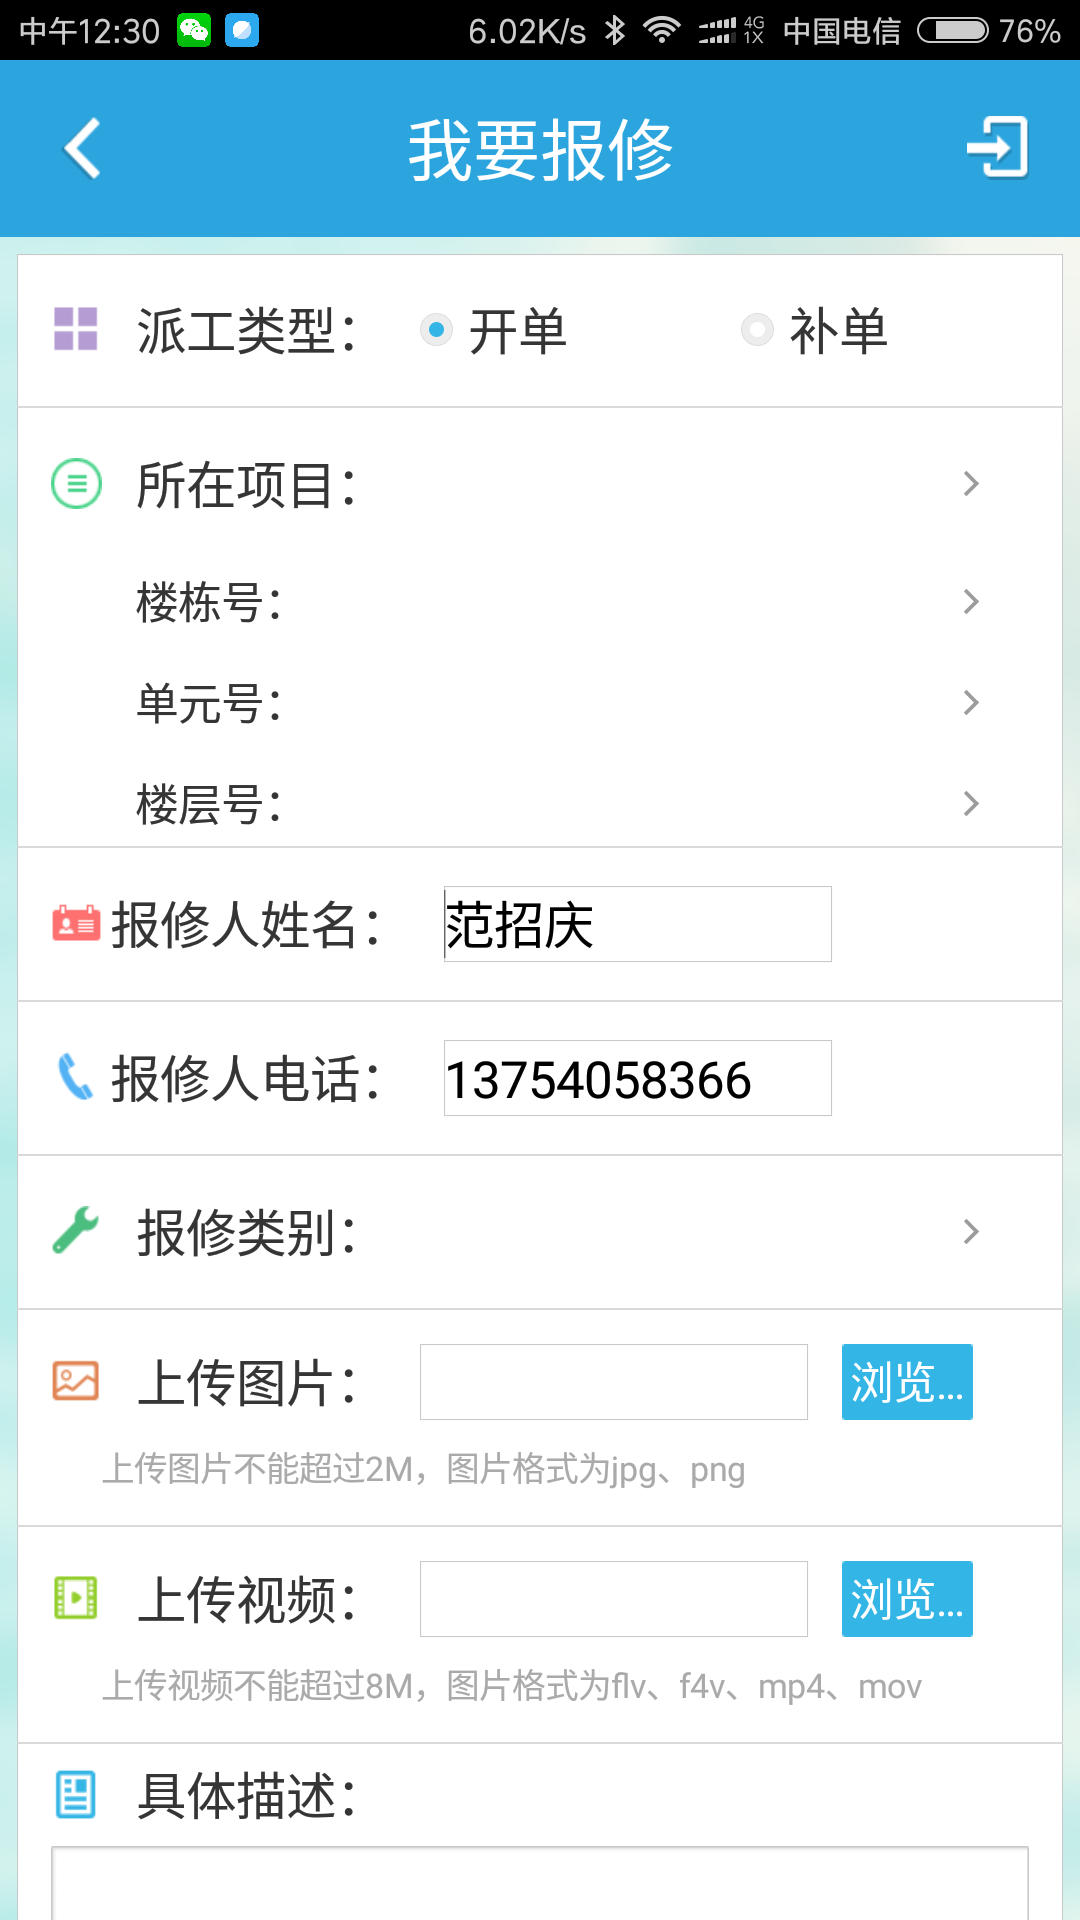 中午12:30 6.02K/s 4G 1X 中国电信 76%
我要报修
派工类型： 开单 补单
所在项目：
楼栋号：
单元号：
楼层号：
报修人姓名： 范招庆
报修人电话： 13754058366
报修类别：
上传图片： 浏览...
上传图片不能超过2M，图片格式为jpg、png
上传视频： 浏览...
上传视频不能超过8M，图片格式为flv、f4v、mp4、mov
具体描述：